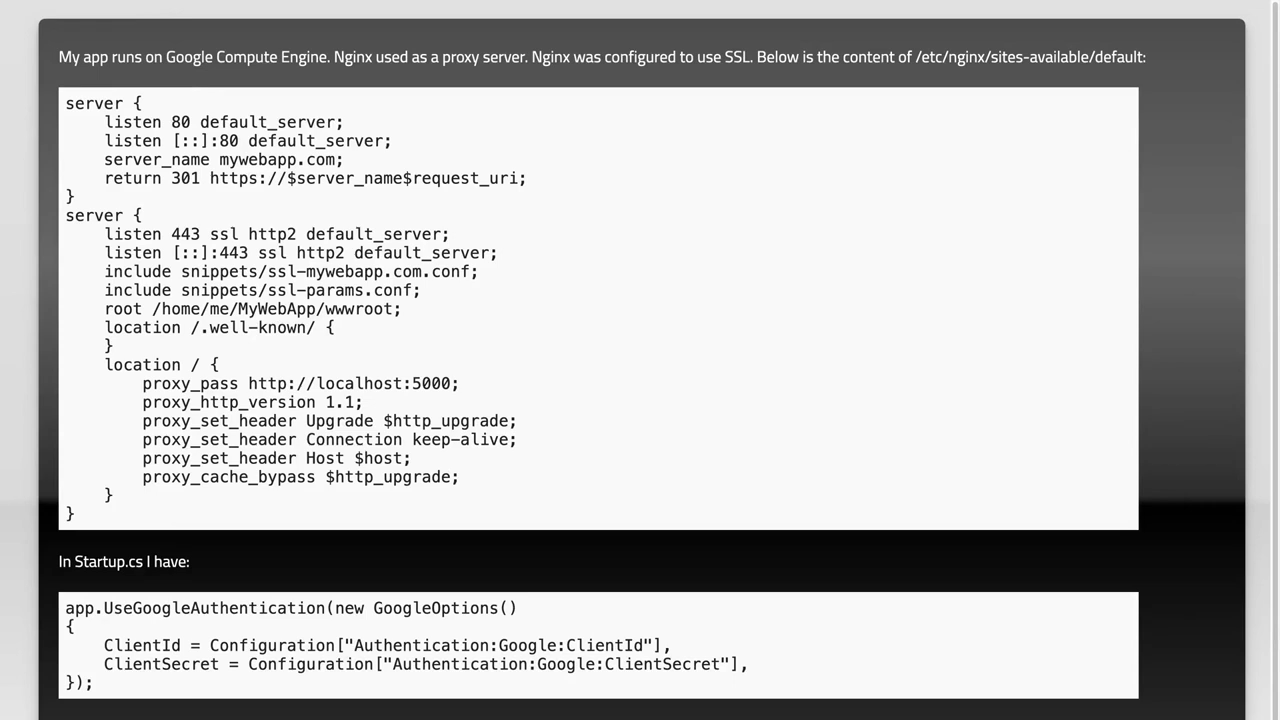 My app runs on Google Compute Engine. Nginx used as a proxy server. Nginx was configured to use SSL. Below is the content of /etc/nginx/sites-available/default:
server {
    listen 80 default_server;
    listen [::]:80 default_server;
    server_name mywebapp.com;
    return 301 https://$server_name$request_uri;
}
server {
    listen 443 ssl http2 default_server;
    listen [::]:443 ssl http2 default_server;
    include snippets/ssl-mywebapp.com.conf;
    include snippets/ssl-params.conf;
    root /home/me/MyWebApp/wwwroot;
    location /.well-known/ {
    }
    location / {
        proxy_pass http://localhost:5000;
        proxy_http_version 1.1;
        proxy_set_header Upgrade $http_upgrade;
        proxy_set_header Connection keep-alive;
        proxy_set_header Host $host;
        proxy_cache_bypass $http_upgrade;
    }
}
In Startup.cs I have:
app.UseGoogleAuthentication(new GoogleOptions()
{
    ClientId = Configuration["Authentication:Google:ClientId"],
    ClientSecret = Configuration["Authentication:Google:ClientSecret"],
});